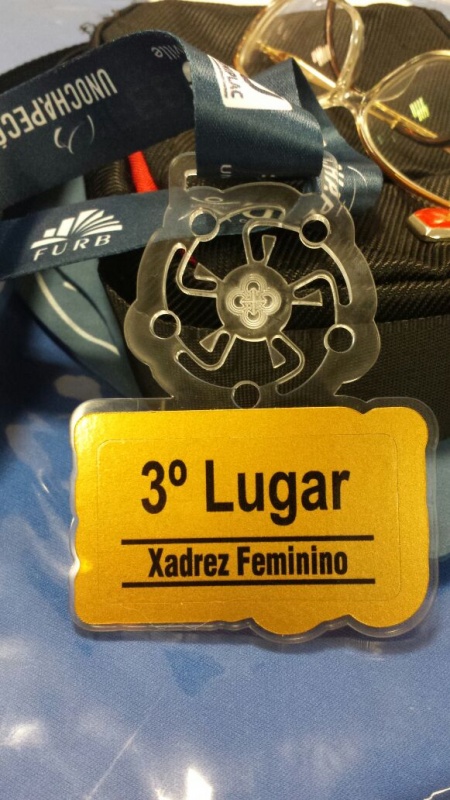 UNOCHAPECÓ
FURB
3º Lugar
Xadrez Feminino